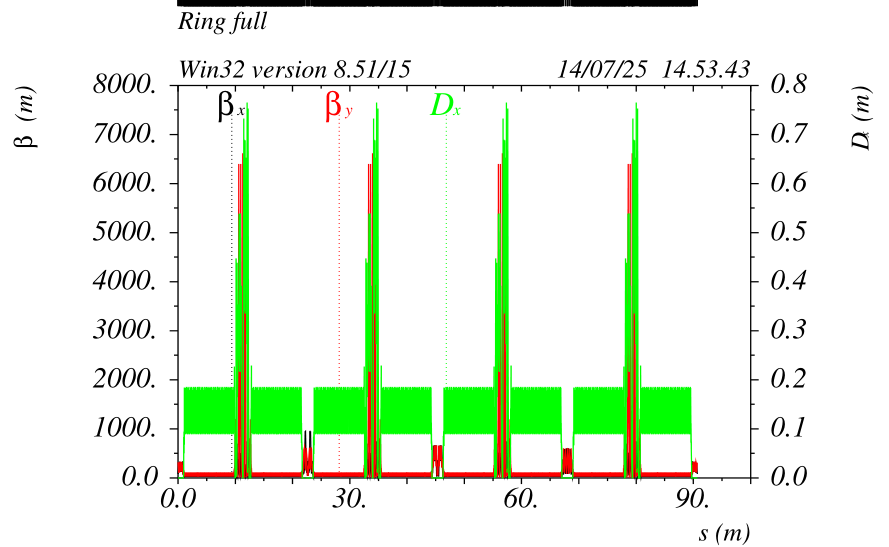 Ring full
Win32 version 8.51/15 14/07/25 14.53.43
8000. 0.8
βx βy Dx
7000. 0.7
6000. 0.6
5000. 0.5
4000. 0.4
3000. 0.3
2000. 0.2
1000. 0.1
0.0 0.0
0.0 30. 60. 90.
s (m)
β (m)
Dx (m)